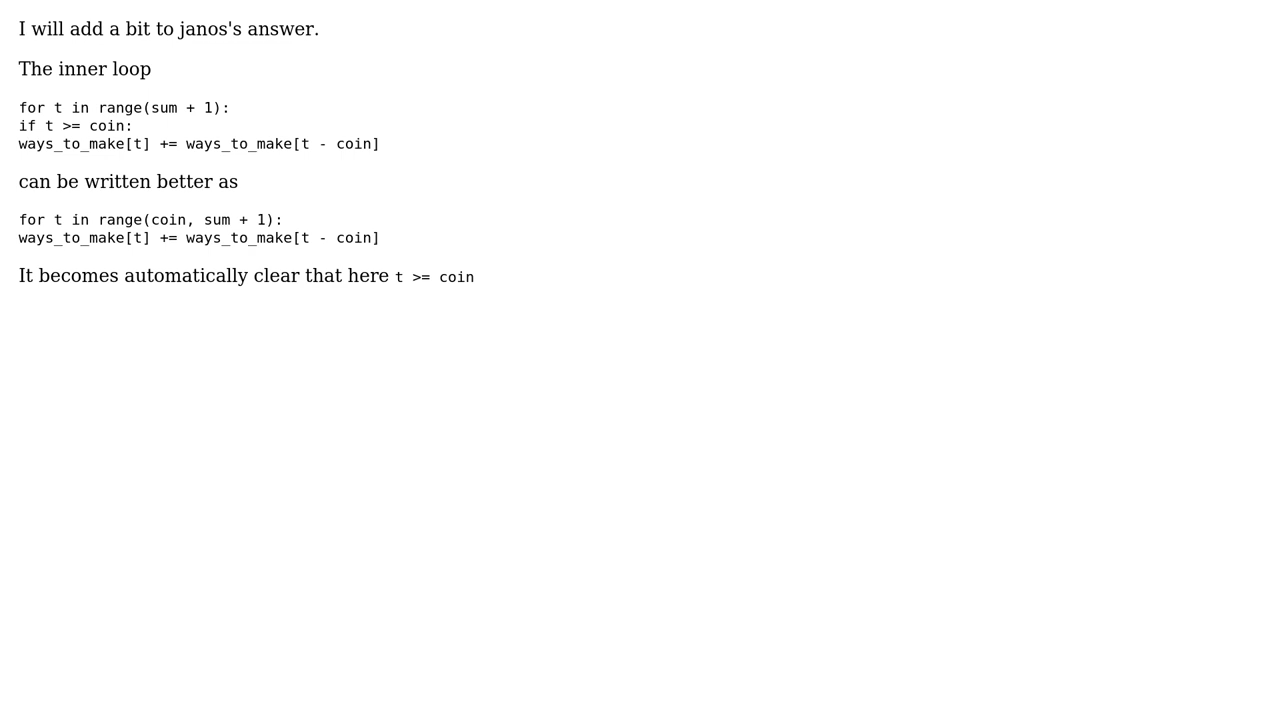 I will add a bit to janos's answer.
The inner loop
for t in range(sum + 1):
if t >= coin:
ways_to_make[t] += ways_to_make[t - coin]
can be written better as
for t in range(coin, sum + 1):
ways_to_make[t] += ways_to_make[t - coin]
It becomes automatically clear that here t >= coin